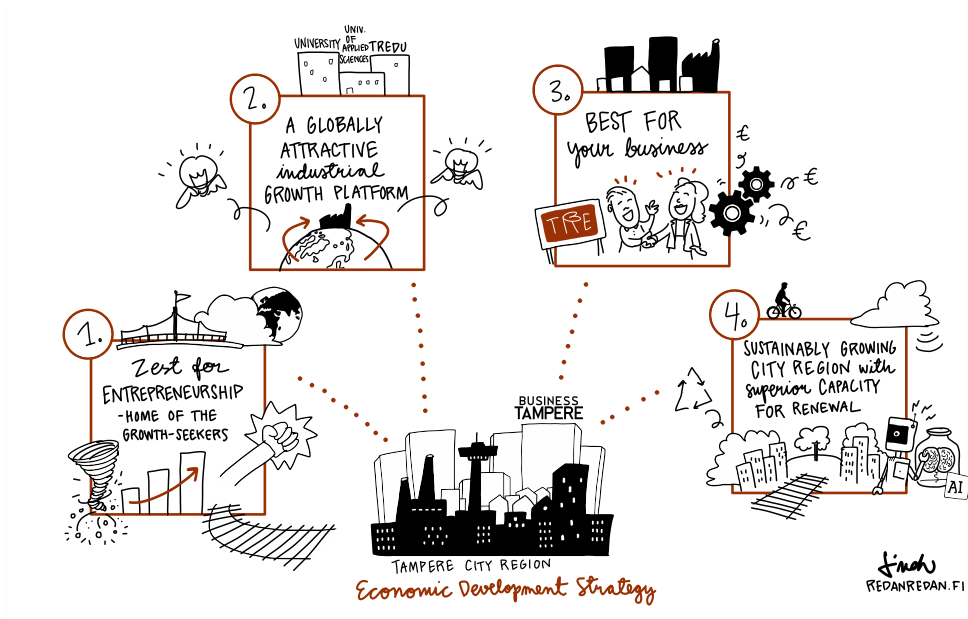 1.
Zest for
ENTREPRENEURSHIP
-HOME OF THE
GROWTH-SEEKERS
UNIVERSITY
UNIV.
OF
APPLIED
SCIENCES
TREDU
2.
A GLOBALLY
ATTRACTIVE
industrial
GROWTH PLATFORM
3.
BEST FOR
your business
TRE
€
€
€
4.
SUSTAINABLY GROWING
CITY REGION with
superior CAPACITY
FOR RENEWAL
AI
BUSINESS
TAMPERE
TAMPERE CITY REGION
Economic Development Strategy
REDANREDAN.FI